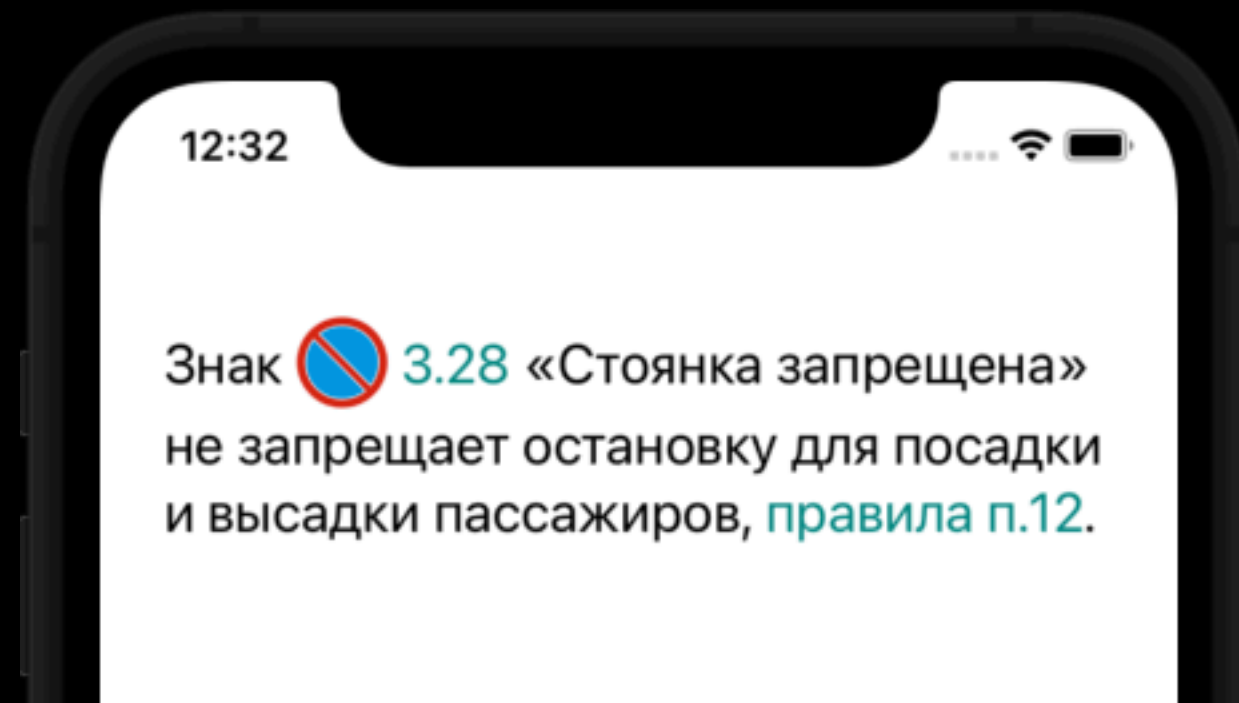 12:32
Знак 3.28 «Стоянка запрещена»
не запрещает остановку для посадки
и высадки пассажиров, правила п.12.